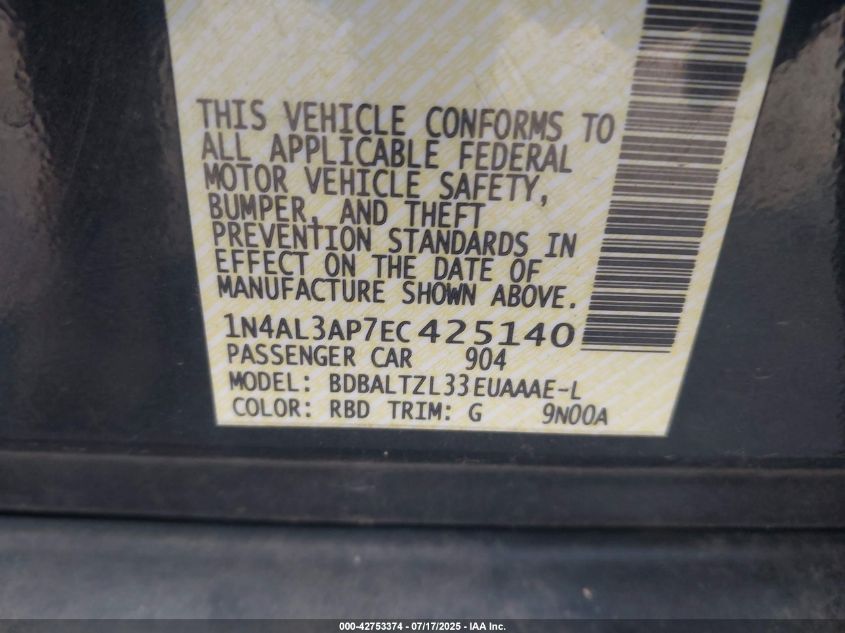 THIS VEHICLE CONFORMS TO
ALL APPLICABLE FEDERAL
MOTOR VEHICLE SAFETY,
BUMPER, AND THEFT
PREVENTION STANDARDS IN
EFFECT ON THE DATE OF
MANUFACTURE SHOWN ABOVE.
1N4AL3AP7EC425140
PASSENGER CAR 904
MODEL: BDBALTZL33EUAAAE-L
COLOR: RBD TRIM: G 9N00A
000-42753374 - 07/17/2025 - IAA Inc.